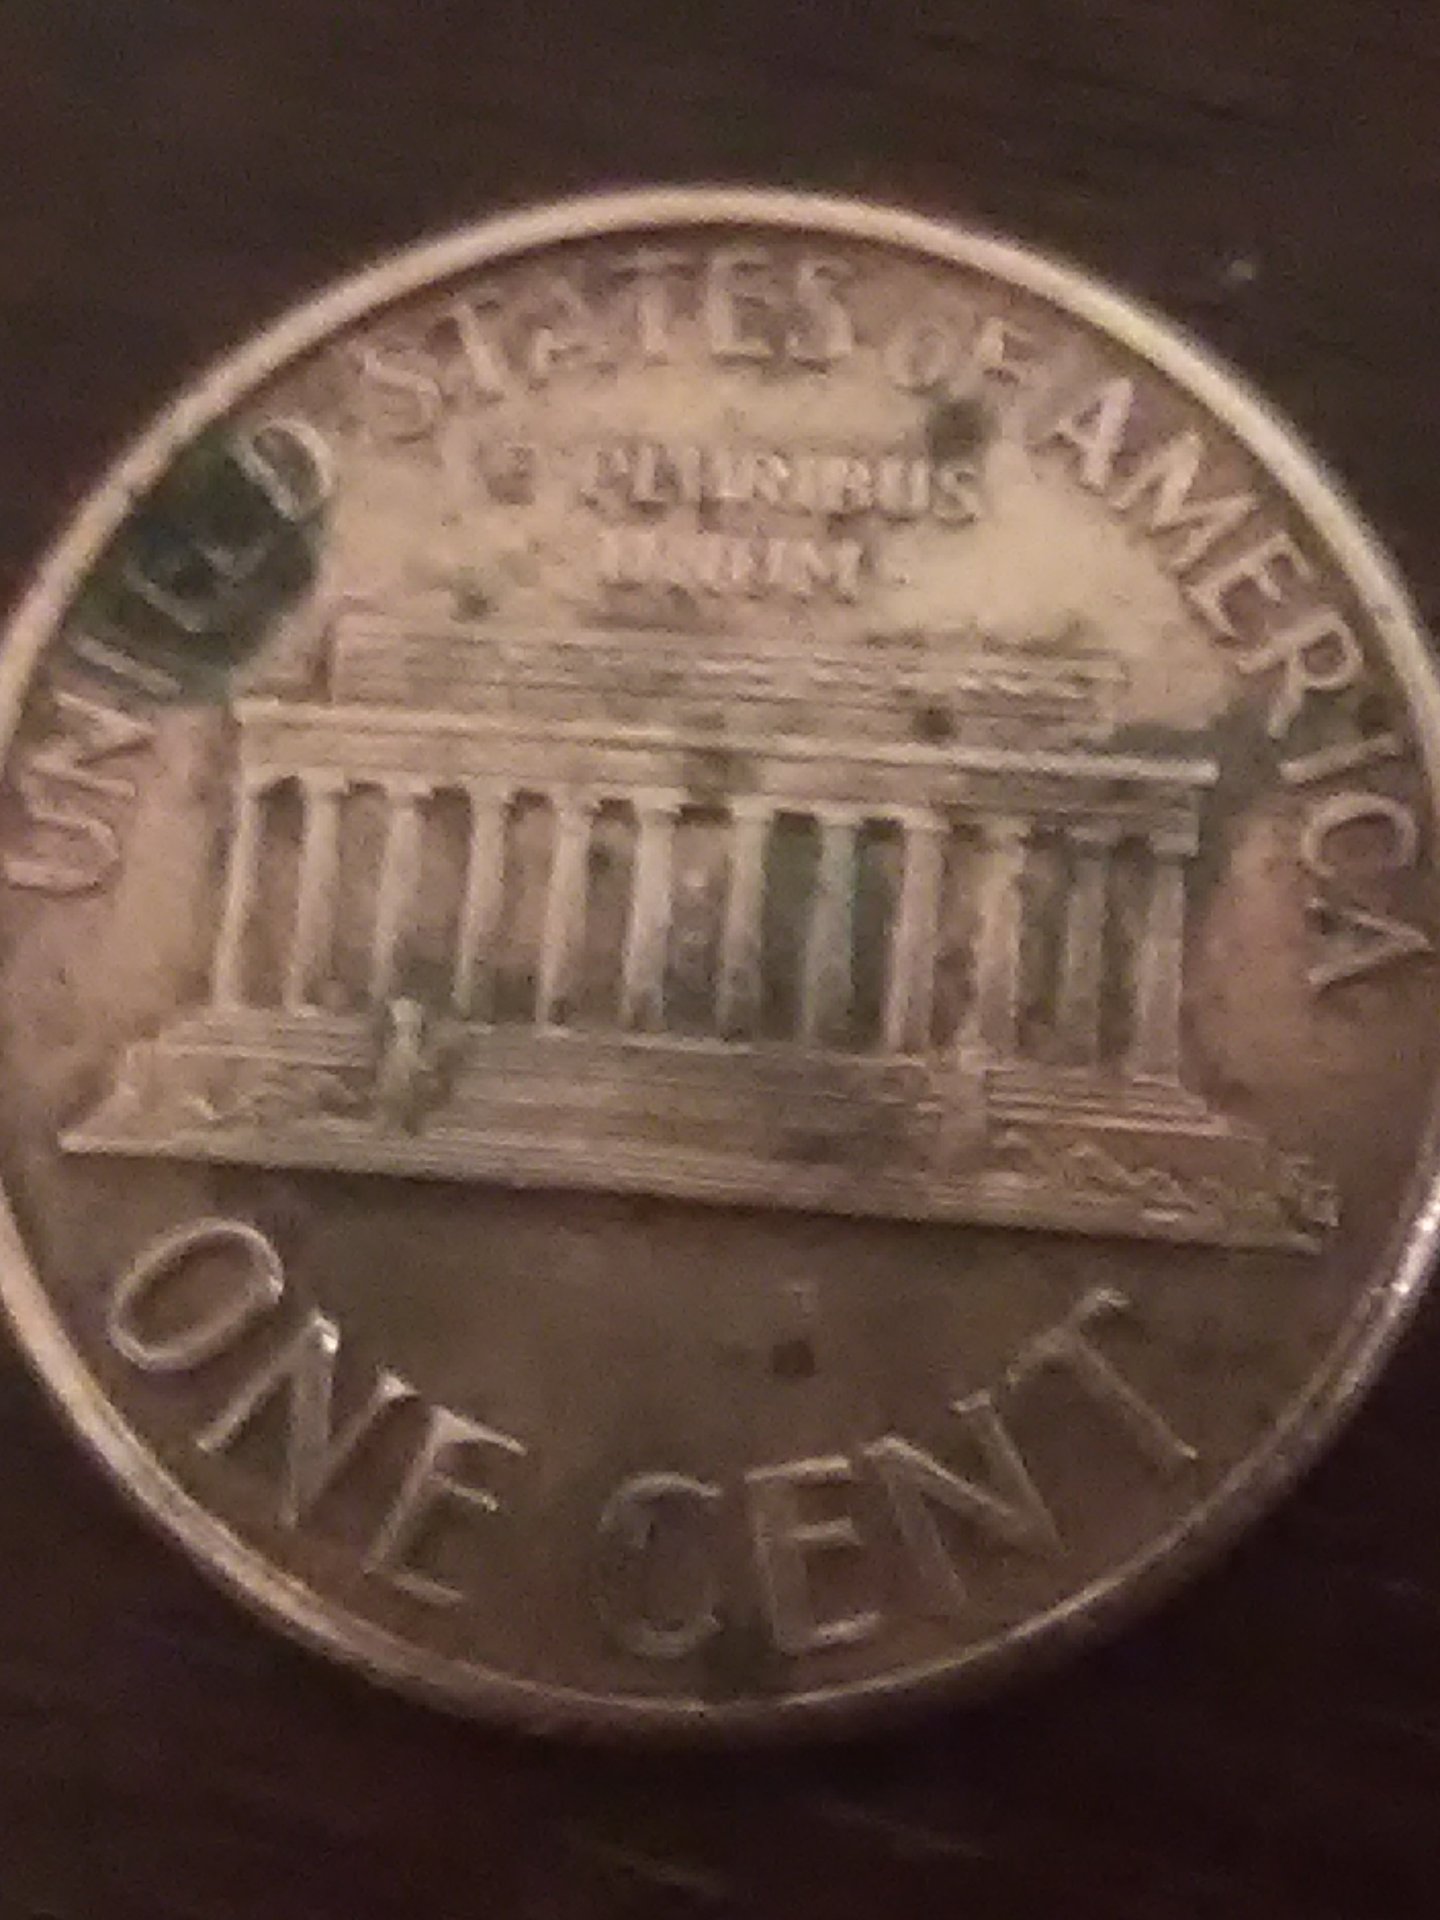 UNITED STATES OF AMERICA
E PLURIBUS
UNUM
ONE CENT